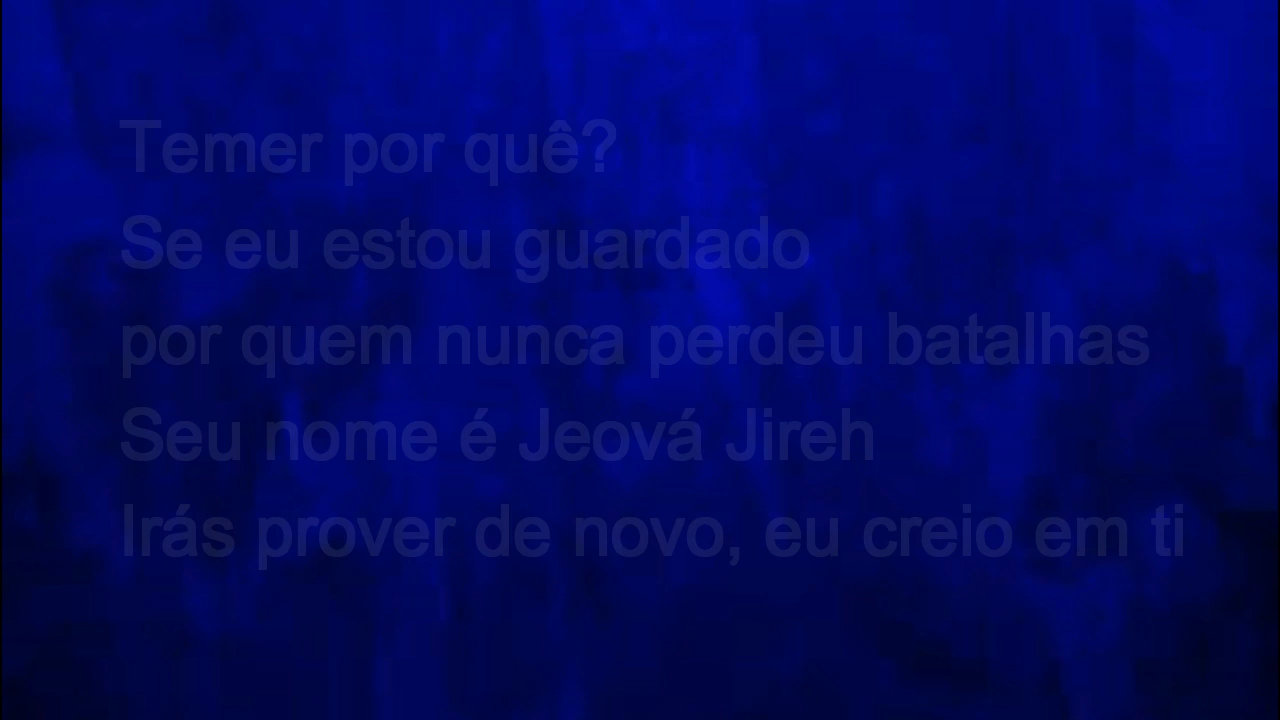 Temer por quê?
Se eu estou guardado
por quem nunca perdeu batalhas
Seu nome é Jeová Jireh
Irás prover de novo, eu creio em ti